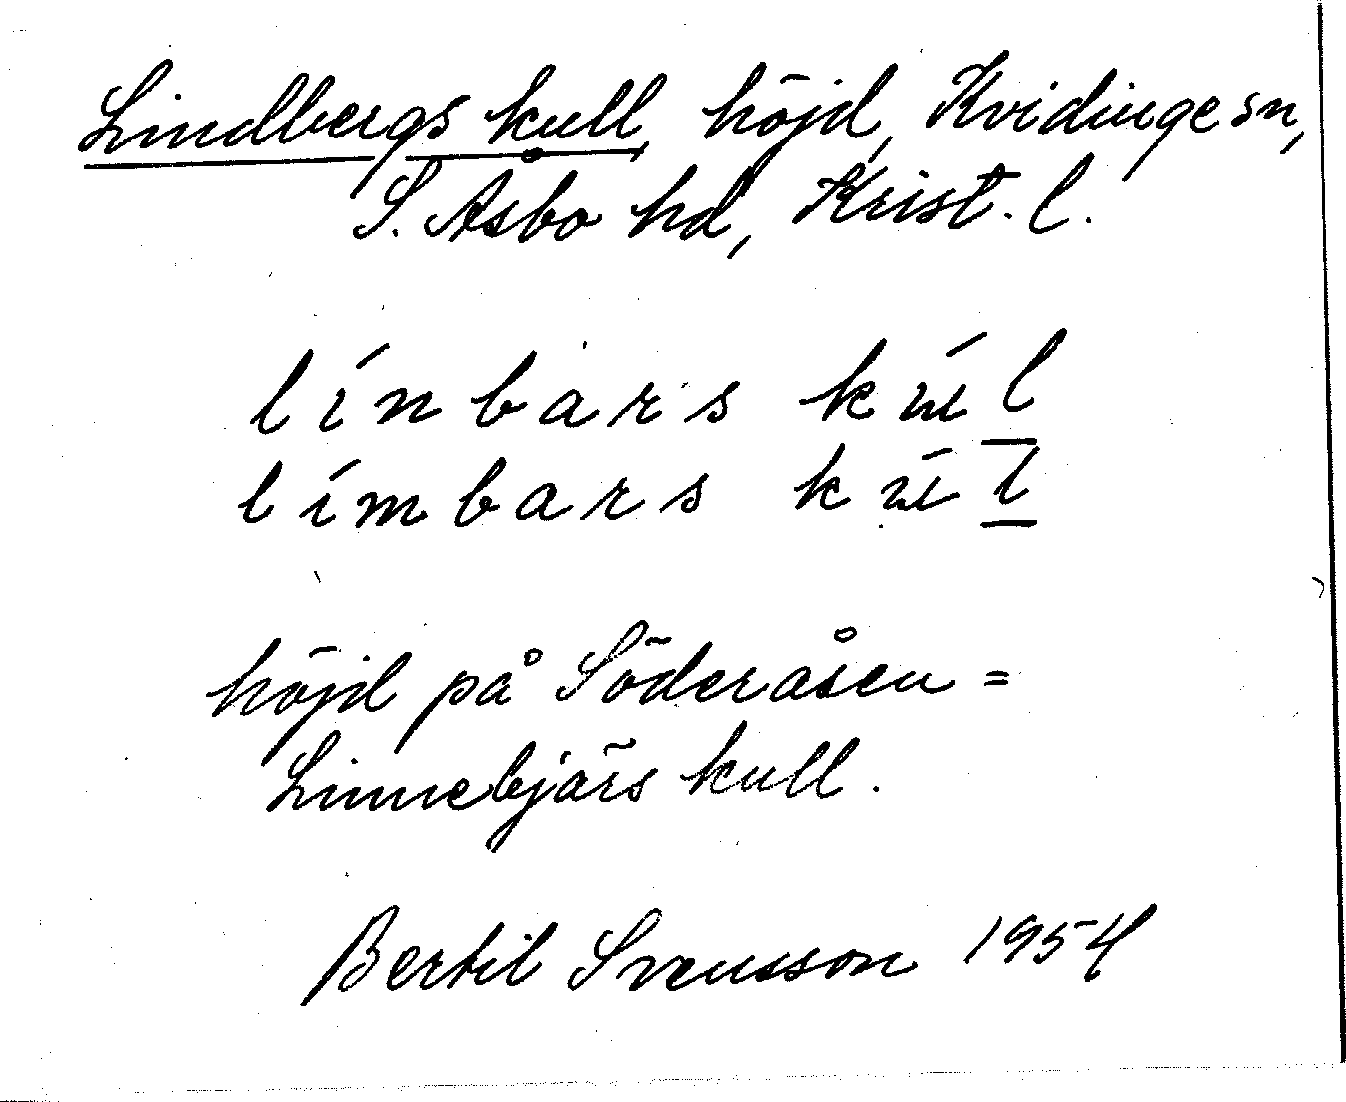 Lindbergs kull, höjd, Kvidinge sn,
S. Åsbo hd, Krist. l.
línbars kúl
límbars kúl
höjd på Söderåsen =
Linnebjärs kull.
Bertil Svensson 1954